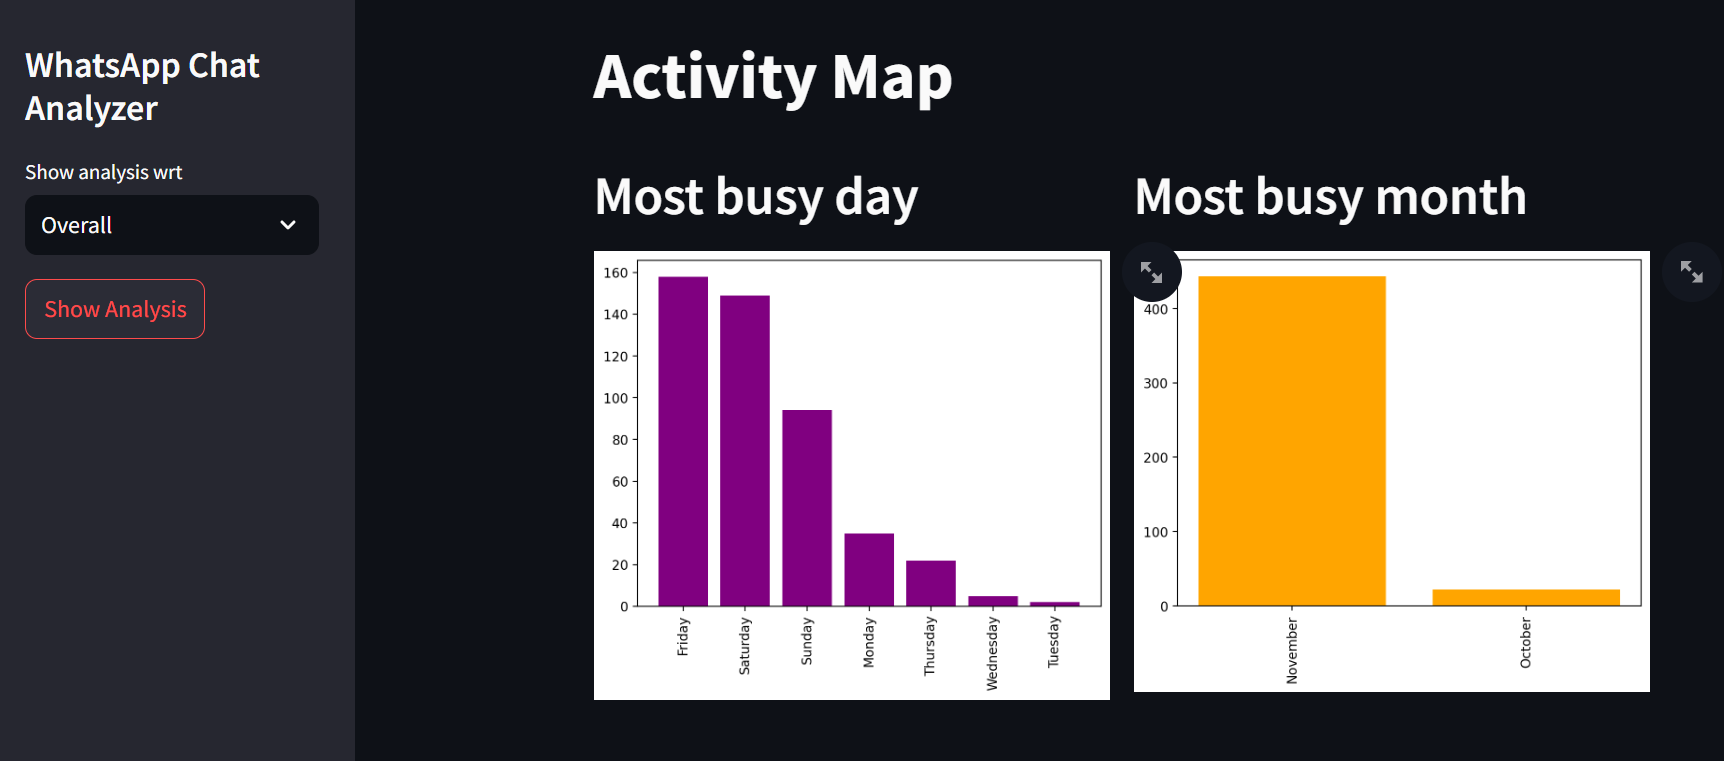 WhatsApp Chat
Analyzer
Show analysis wrt
Overall
Show Analysis
Activity Map
Most busy day
160
140
120
100
80
60
40
20
0
Friday
Saturday
Sunday
Monday
Thursday
Wednesday
Tuesday
Most busy month
400
300
200
100
0
November
October